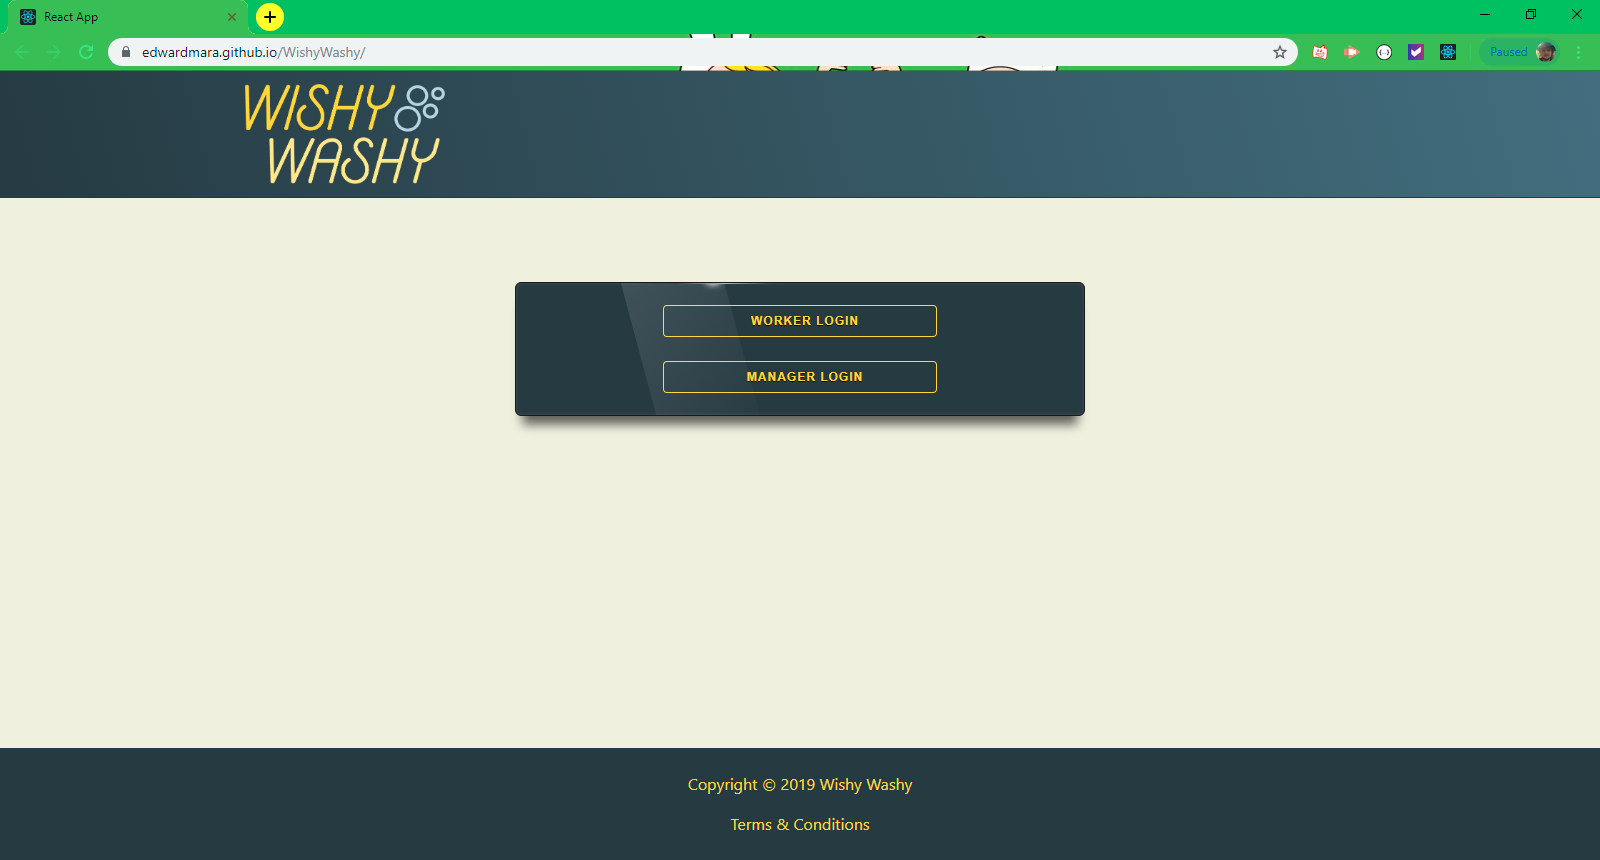 React App
edwardmara.github.io/WishyWashy/
Paused
WISHY
WASHY
WORKER LOGIN
MANAGER LOGIN
Copyright © 2019 Wishy Washy
Terms & Conditions